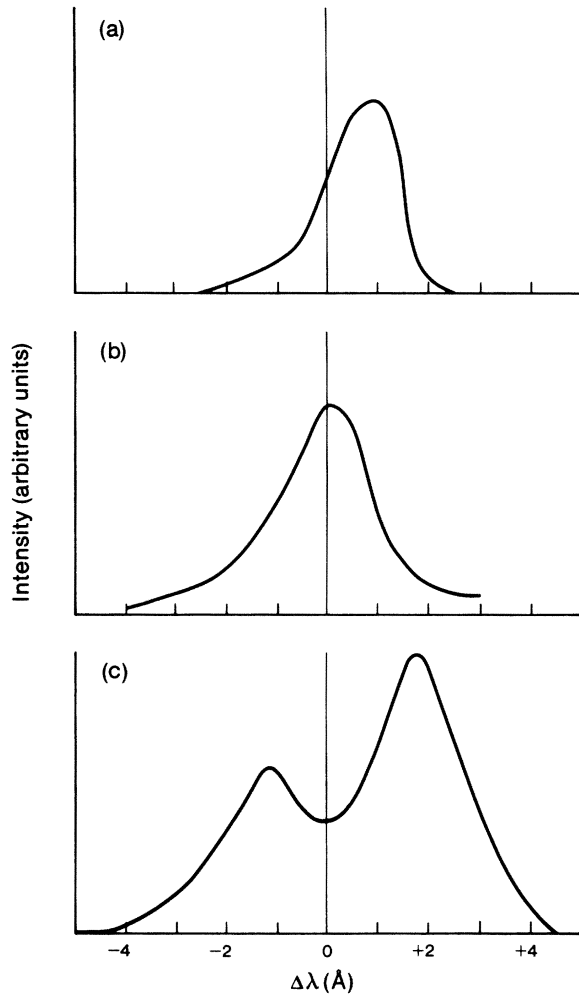 (a)
(b)
(c)
Intensity (arbitrary units)
−4 −2 0 +2 +4
Δλ (Å)